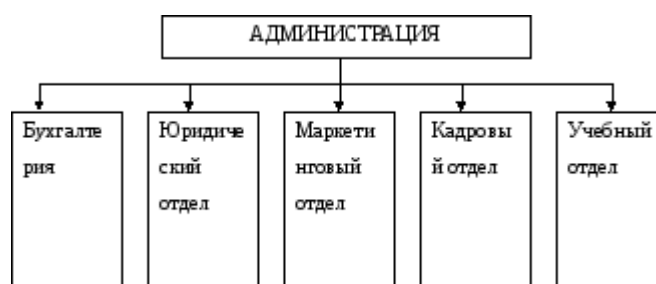 АДМИНИСТРАЦИЯ
Бухгалте
рия
Юридиче
ский
отдел
Маркети
нговый
отдел
Кадровы
й отдел
Учебный
отдел